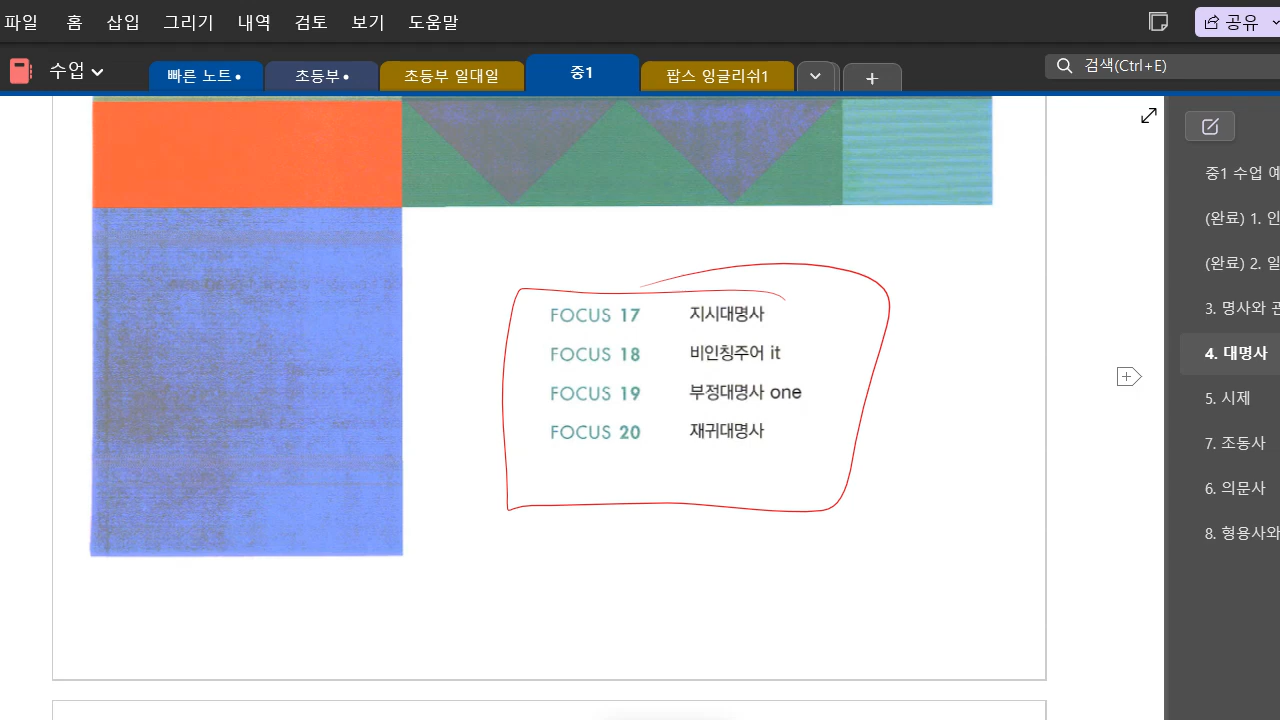 파일 홈 삽입 그리기 내역 검토 보기 도움말 공유
수업 빠른 노트 초등부 초등부 일대일 중1 팝스 잉글리쉬1 + 검색(Ctrl+E)
중1 수업
(완료) 1.
(완료) 2.
3. 명사와
4. 대명사
5. 시제
7. 조동사
6. 의문사
8. 형용사와
FOCUS 17 지시대명사
FOCUS 18 비인칭주어 it
FOCUS 19 부정대명사 one
FOCUS 20 재귀대명사